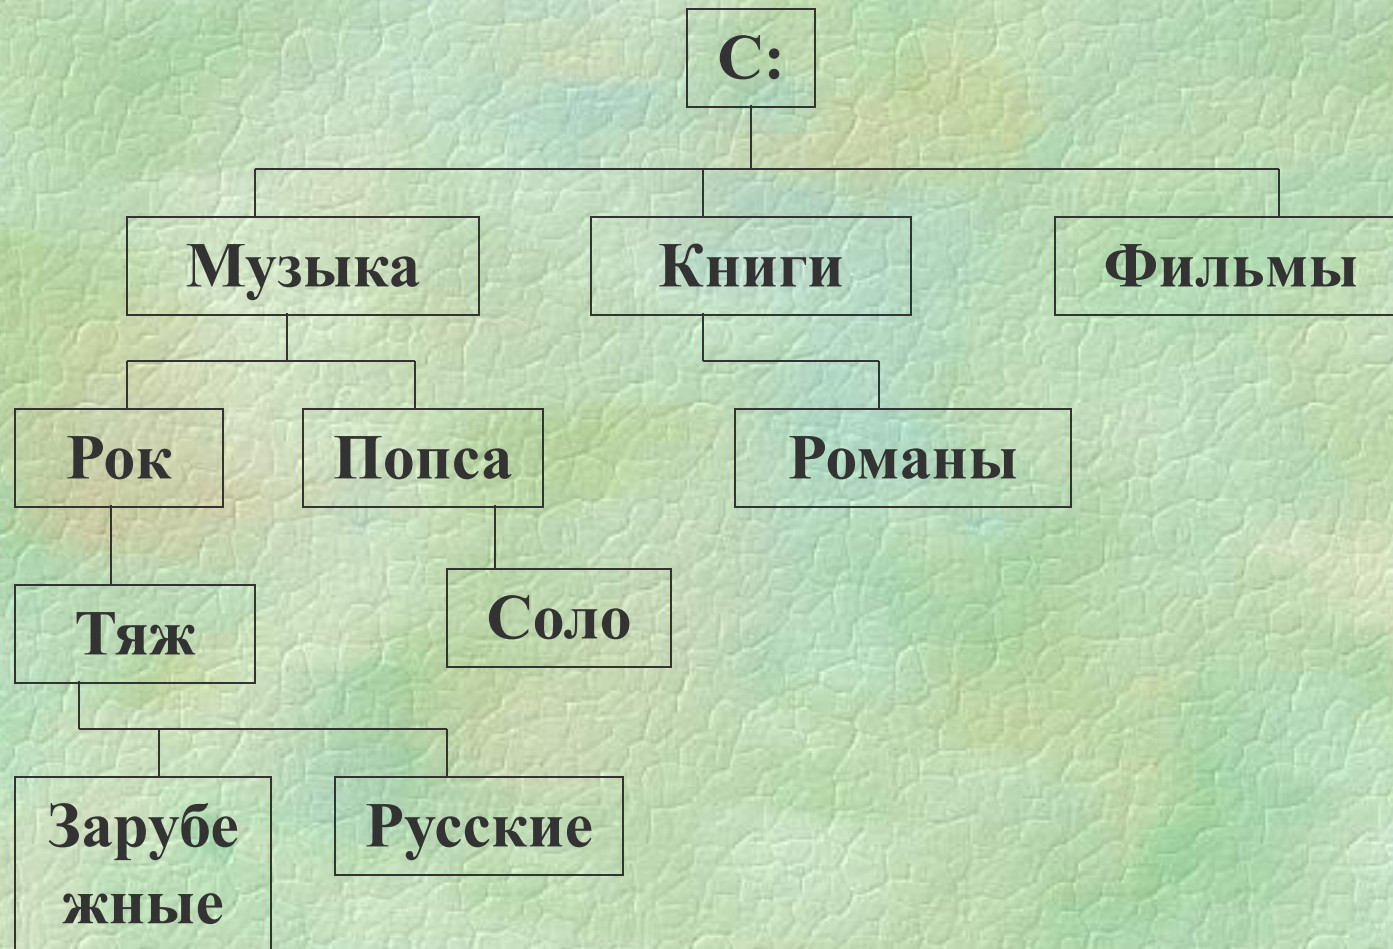 С:
Музыка
Книги
Фильмы
Рок
Попса
Романы
Тяж
Соло
Зарубе
жные
Русские